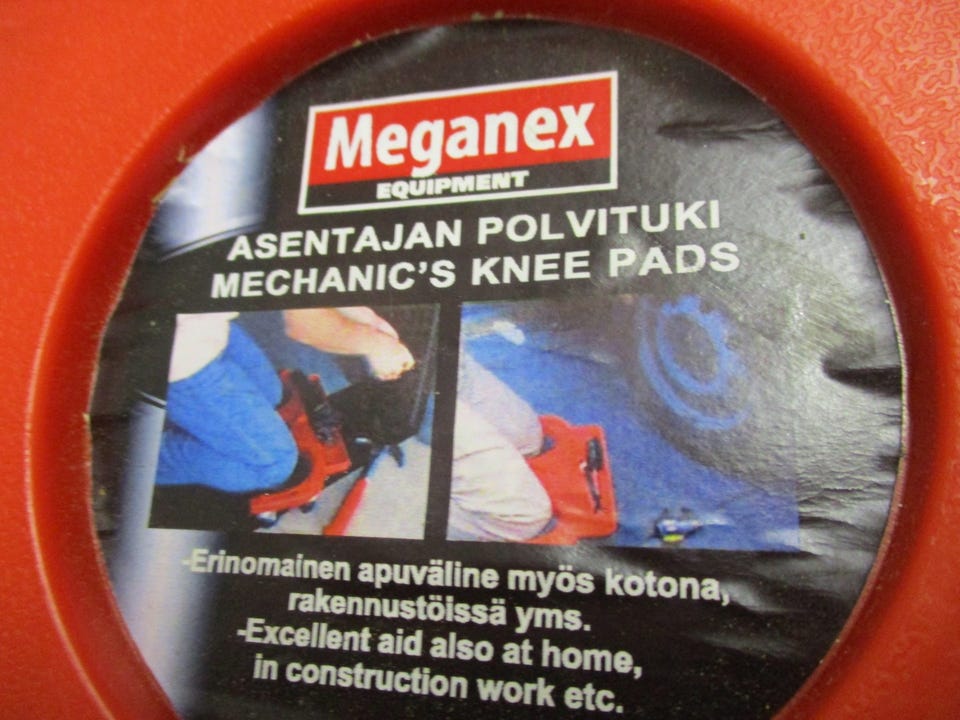 Meganex
EQUIPMENT
ASENTAJAN POLVITUKI
MECHANIC'S KNEE PADS
-Erinomainen apuväline myös kotona,
rakennustöissä yms.
-Excellent aid also at home,
in construction work etc.